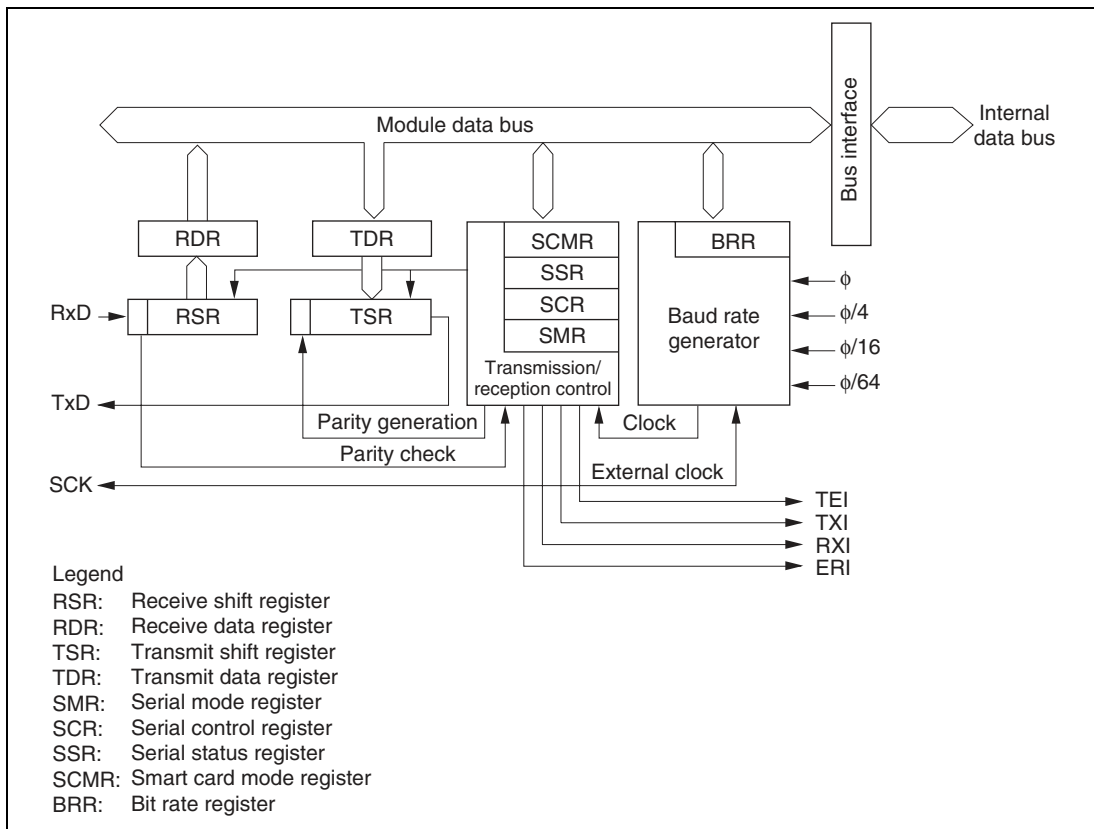 Module data bus
Bus interface
Internal
data bus
RDR
TDR
SCMR
SSR
SCR
SMR
BRR
RxD
RSR
TSR
Transmission/
reception control
Baud rate
generator
ϕ
ϕ/4
ϕ/16
ϕ/64
TxD
Parity generation
Parity check
Clock
SCK
External clock
TEI
TXI
RXI
ERI
Legend
RSR: Receive shift register
RDR: Receive data register
TSR: Transmit shift register
TDR: Transmit data register
SMR: Serial mode register
SCR: Serial control register
SSR: Serial status register
SCMR: Smart card mode register
BRR: Bit rate register